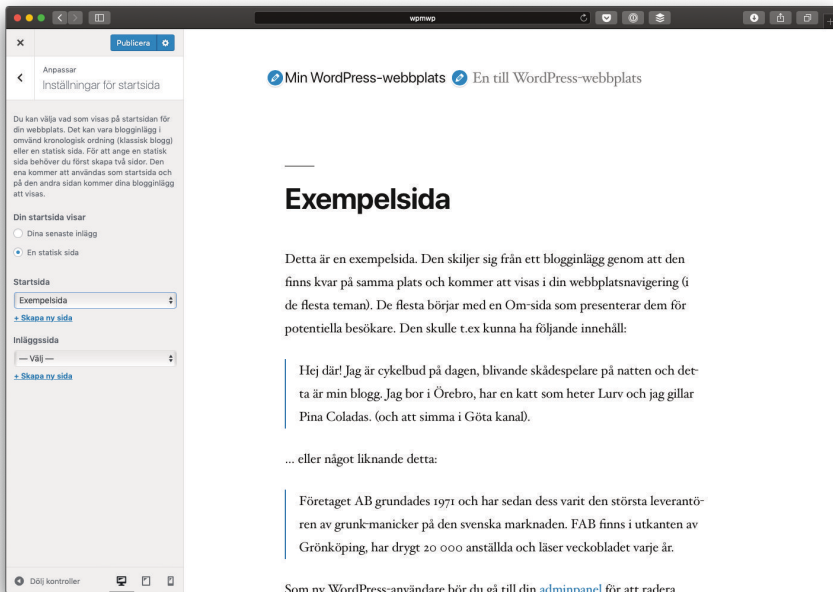 wpmwp
Publicera
Anpassar
Inställningar för startsida
Du kan välja vad som visas på startsidan för
din webbplats. Det kan vara blogginlägg i
omvänd kronologisk ordning (klassisk blogg)
eller en statisk sida. För att ange en statisk
sida behöver du först skapa två sidor. Den
ena kommer att användas som startsida och
på den andra sidan kommer dina blogginlägg
att visas.
Din startsida visar
Dina senaste inlägg
En statisk sida
Startsida
Exempelsida
+ Skapa ny sida
Inläggssida
— Välj —
+ Skapa ny sida
Dölj kontroller
Min WordPress-webbplats En till WordPress-webbplats
Exempelsida
Detta är en exempelsida. Den skiljer sig från ett blogginlägg genom att den
finns kvar på samma plats och kommer att visas i din webbplatsnavigering (i
de flesta teman). De flesta börjar med en Om-sida som presenterar dem för
potentiella besökare. Den skulle t.ex kunna ha följande innehåll:
Hej där! Jag är cykelbud på dagen, blivande skådespelare på natten och det-
ta är min blogg. Jag bor i Örebro, har en katt som heter Lurv och jag gillar
Pina Coladas. (och att simma i Göta kanal).
... eller något liknande detta:
Företaget AB grundades 1971 och har sedan dess varit den största leverantö-
ren av grunk-manicker på den svenska marknaden. FAB finns i utkanten av
Grönköping, har drygt 20 000 anställda och läser veckobladet varje år.
Som ny WordPress-användare bör du gå till din adminpanel för att radera